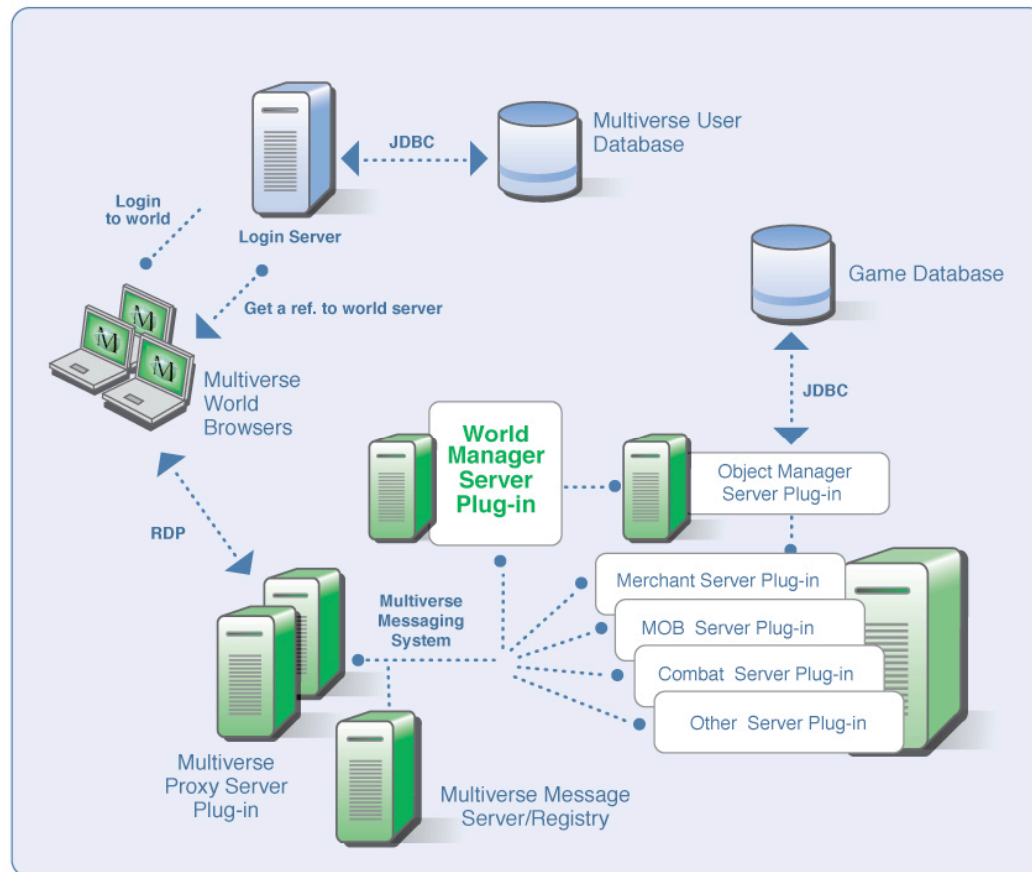 JDBC
Multiverse User
Database
Login
to world
Login Server
Get a ref. to world server
Game Database
M
M
M
Multiverse
World
Browsers
JDBC
World
Manager
Server
Plug-in
Object Manager
Server Plug-in
RDP
Multiverse
Messaging
System
Merchant Server Plug-in
MOB Server Plug-in
Combat Server Plug-in
Other Server Plug-in
Multiverse
Proxy Server
Plug-in
Multiverse Message
Server/Registry